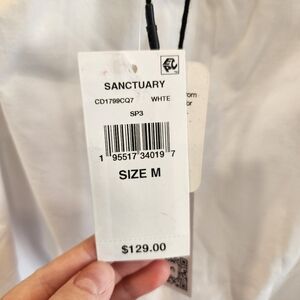 SANCTUARY
CD1799CQ7 WHTE
SP3
1 95517 34019 7
SIZE M
$129.00